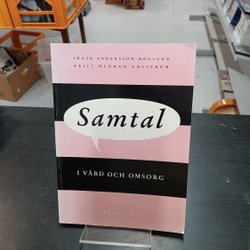 INGER ANDERSSON HÖGLUND
BRITT HEDMAN AHLSTRÖM
Samtal
I VÅRD OCH OMSORG